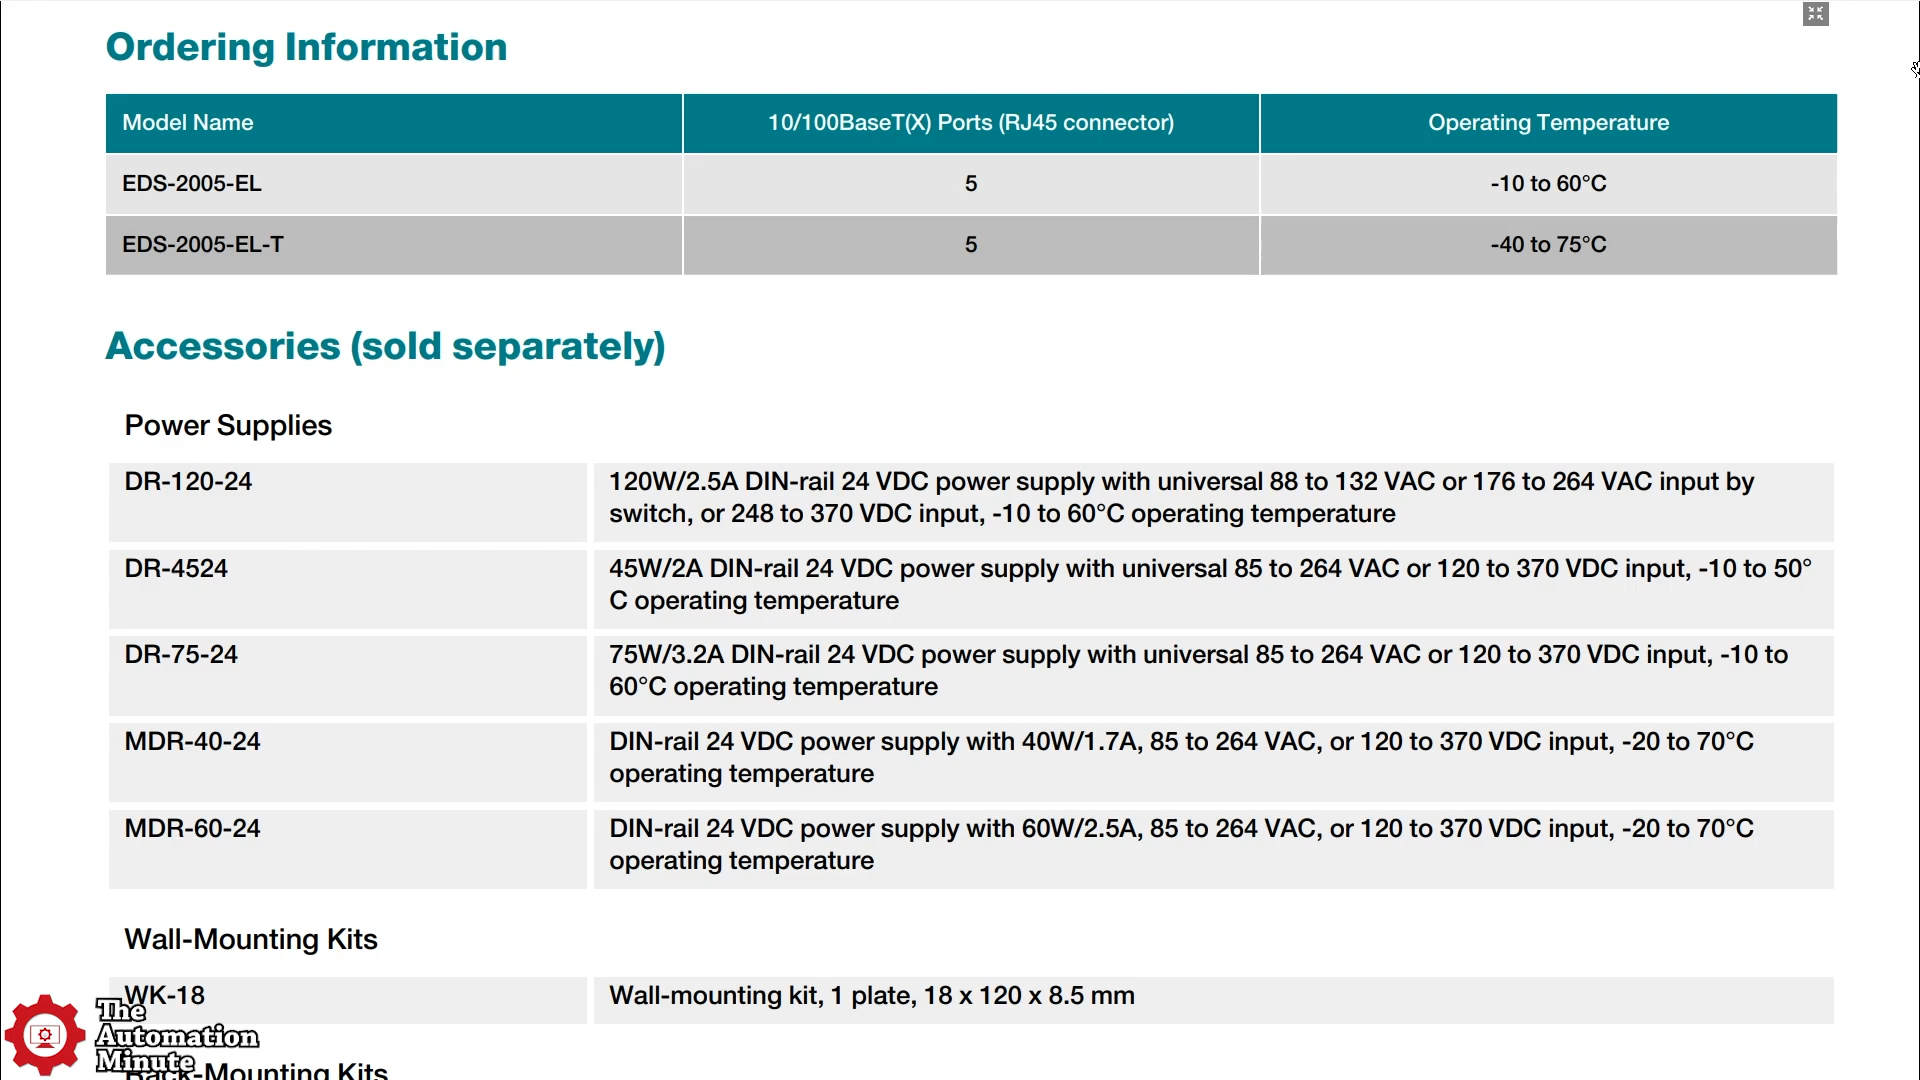 Ordering Information
Model Name 10/100BaseT(X) Ports (RJ45 connector) Operating Temperature
EDS-2005-EL 5 -10 to 60°C
EDS-2005-EL-T 5 -40 to 75°C
Accessories (sold separately)
Power Supplies
DR-120-24 120W/2.5A DIN-rail 24 VDC power supply with universal 88 to 132 VAC or 176 to 264 VAC input by
switch, or 248 to 370 VDC input, -10 to 60°C operating temperature
DR-4524 45W/2A DIN-rail 24 VDC power supply with universal 85 to 264 VAC or 120 to 370 VDC input, -10 to 50°
C operating temperature
DR-75-24 75W/3.2A DIN-rail 24 VDC power supply with universal 85 to 264 VAC or 120 to 370 VDC input, -10 to
60°C operating temperature
MDR-40-24 DIN-rail 24 VDC power supply with 40W/1.7A, 85 to 264 VAC, or 120 to 370 VDC input, -20 to 70°C
operating temperature
MDR-60-24 DIN-rail 24 VDC power supply with 60W/2.5A, 85 to 264 VAC, or 120 to 370 VDC input, -20 to 70°C
operating temperature
Wall-Mounting Kits
WK-18 Wall-mounting kit, 1 plate, 18 x 120 x 8.5 mm
The
Automation
Minute
Rack-Mounting Kits